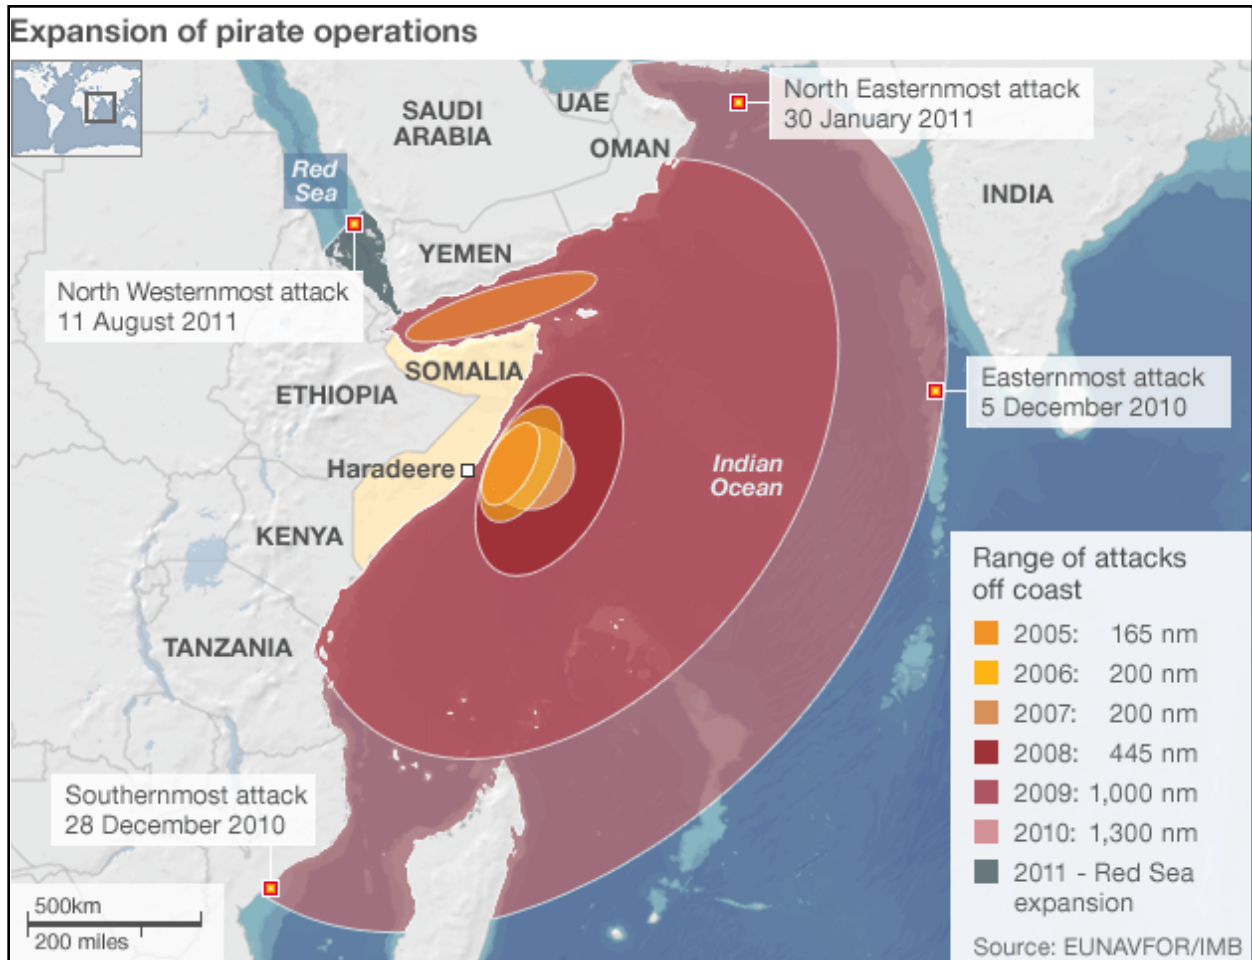 Expansion of pirate operations
SAUDI
ARABIA
UAE
OMAN
North Easternmost attack
30 January 2011
INDIA
Red
Sea
YEMEN
North Westernmost attack
11 August 2011
SOMALIA
ETHIOPIA
Easternmost attack
5 December 2010
Haradeere
Indian
Ocean
KENYA
TANZANIA
Range of attacks
off coast
2005: 165 nm
2006: 200 nm
2007: 200 nm
2008: 445 nm
2009: 1,000 nm
2010: 1,300 nm
2011 - Red Sea
expansion
Source: EUNAVFOR/IMB
Southernmost attack
28 December 2010
500km
200 miles